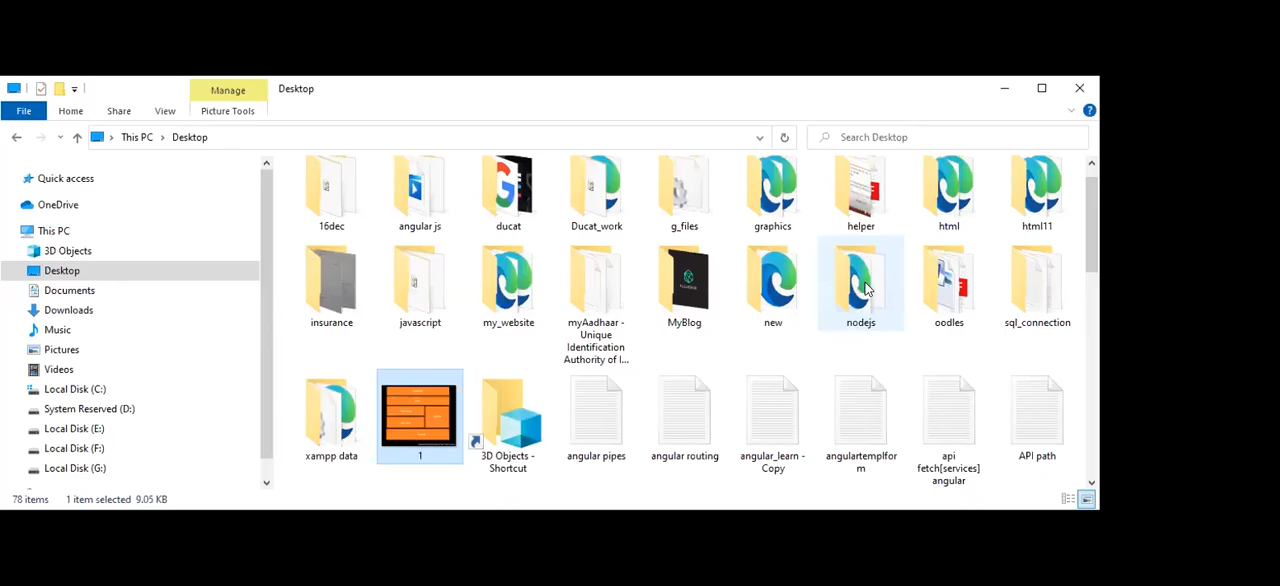 Manage
Desktop
File
Home
Share
View
Picture Tools
This PC
Desktop
Search Desktop
Quick access
OneDrive
This PC
3D Objects
Desktop
Documents
Downloads
Music
Pictures
Videos
Local Disk (C:)
System Reserved (D:)
Local Disk (E:)
Local Disk (F:)
Local Disk (G:)
16dec
angular js
ducat
Ducat_work
g_files
graphics
helper
html
html11
insurance
javascript
my_website
myAadhaar -
Unique
Identification
Authority of I...
MyBlog
new
nodejs
oodles
sql_connection
xampp data
1
3D Objects -
Shortcut
angular pipes
angular routing
angular_learn -
Copy
angulartemplfor
m
api
fetch[services]
angular
API path
78 items
1 item selected 9.05 KB